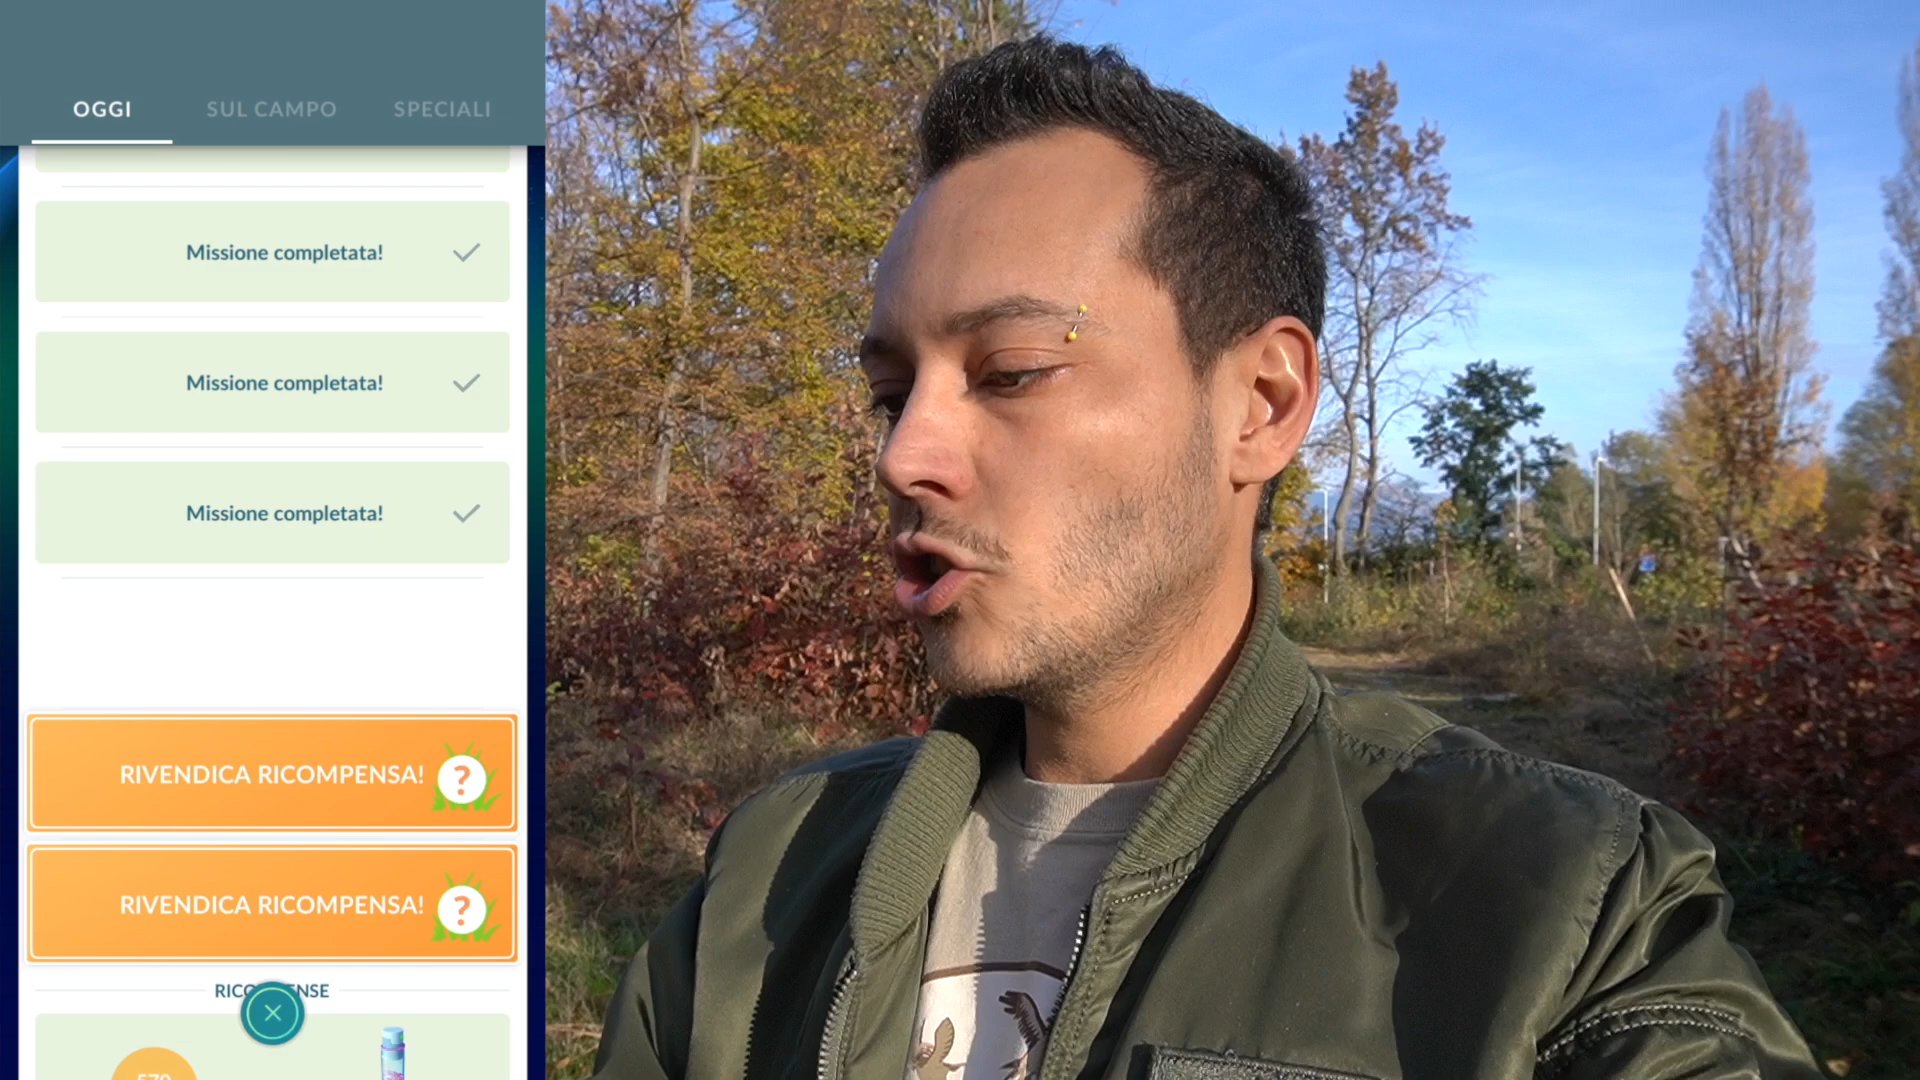 OGGI SUL CAMPO SPECIALI
Missione completata!
Missione completata!
Missione completata!
RIVENDICA RICOMPENSA!
?
RIVENDICA RICOMPENSA!
?